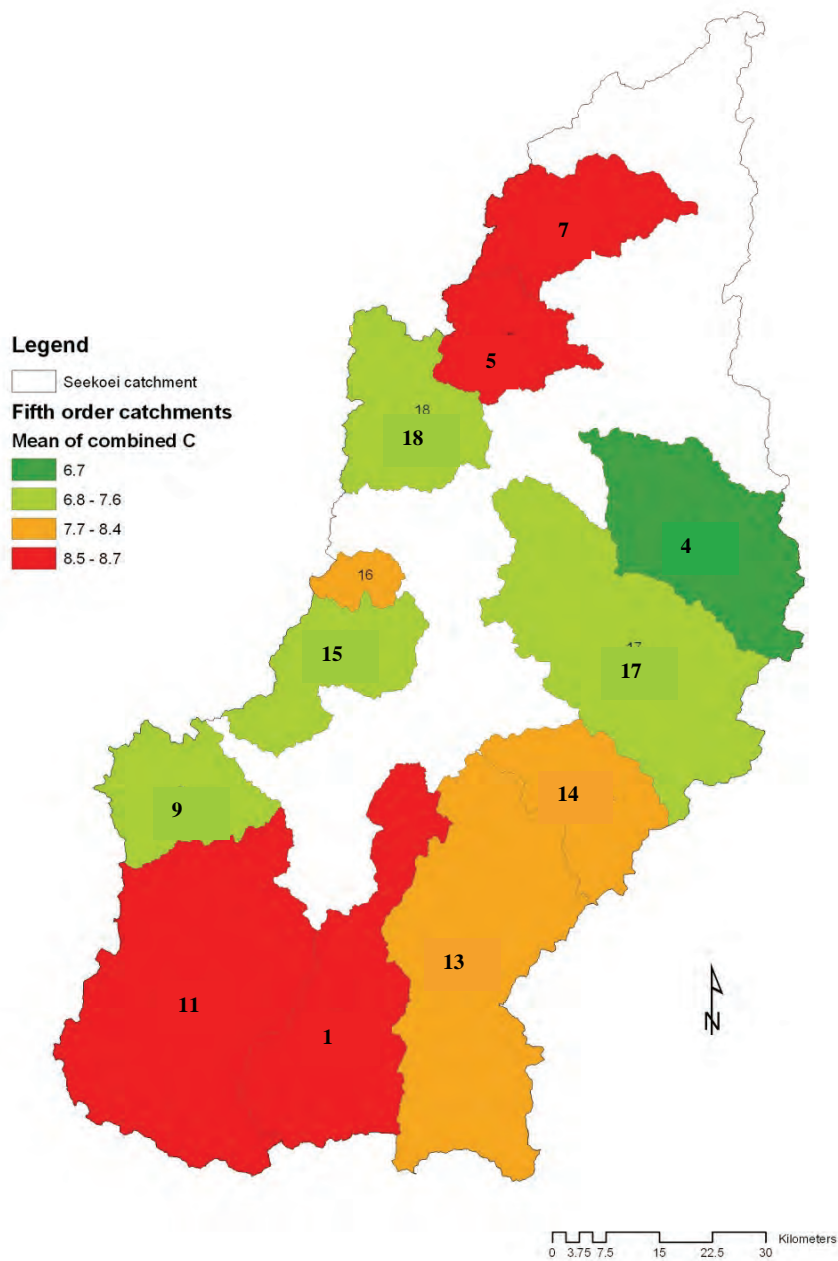 7
5
Legend
Seekoei catchment
Fifth order catchments
Mean of combined C
6.7
6.8 - 7.6
7.7 - 8.4
8.5 - 8.7
18
18
4
16
15
17
9
14
13
11
1
N
Kilometers
0 3.75 7.5 15 22.5 30